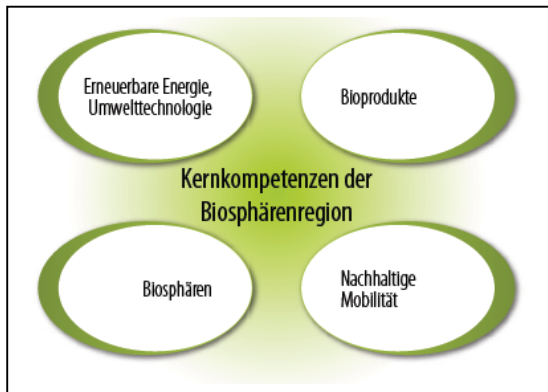 Erneuerbare Energie,
Umwelttechnologie
Bioprodukte
Kernkompetenzen der
Biosphärenregion
Biosphären
Nachhaltige
Mobilität